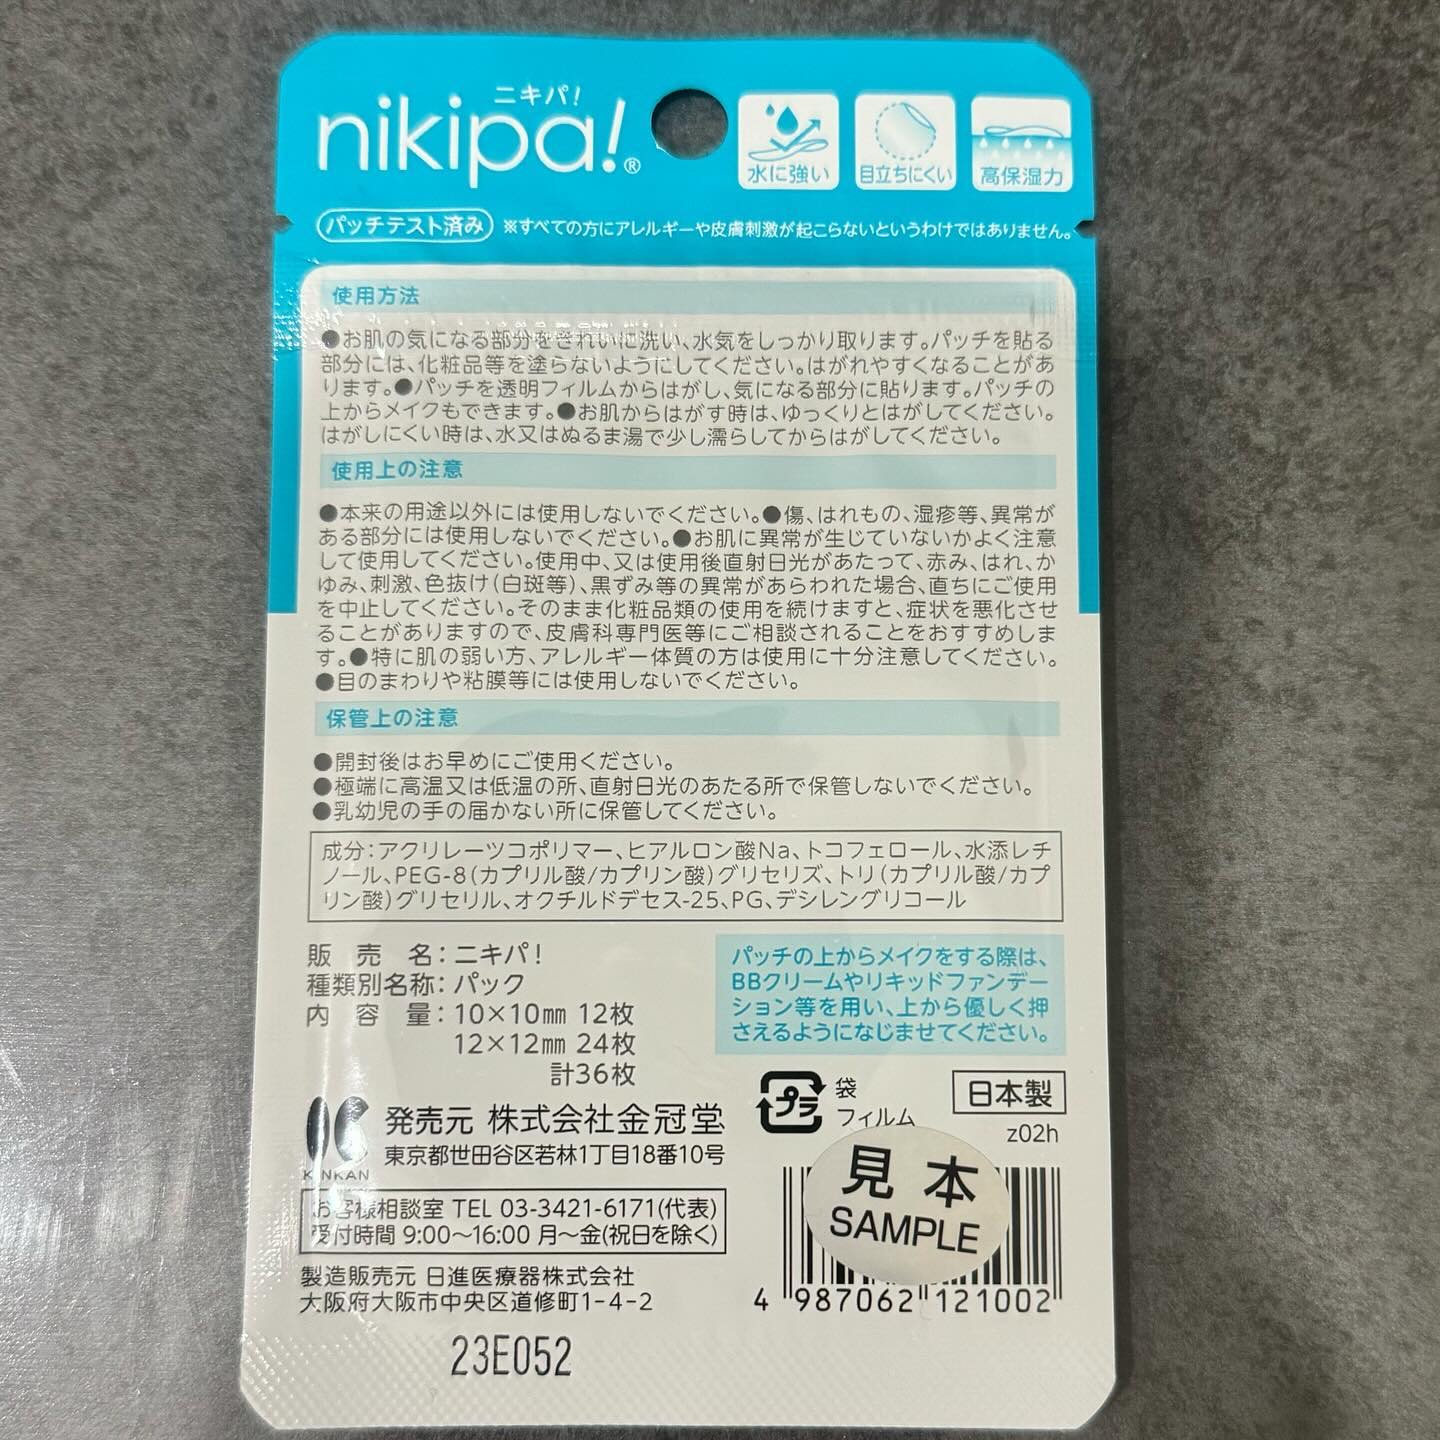 ニキパ!
nikipa!®
水に強い
目立ちにくい
高保湿力
パッチテスト済み ※すべての方にアレルギーや皮膚刺激が起こらないというわけではありません。
使用方法
●お肌の気になる部分をきれいに洗い、水気をしっかり取ります。パッチを貼る
部分には、化粧品等を塗らないようにしてください。はがれやすくなることがあ
ります。●パッチを透明フィルムからはがし、気になる部分に貼ります。パッチの
上からメイクもできます。●お肌からはがす時は、ゆっくりとはがしてください。
はがしにくい時は、水又はぬるま湯で少し濡らしてからはがしてください。
使用上の注意
●本来の用途以外には使用しないでください。●傷、はれもの、湿疹等、異常が
ある部分には使用しないでください。●お肌に異常が生じていないかよく注意
して使用してください。使用中、又は使用後直射日光があたって、赤み、はれ、か
ゆみ、刺激、色抜け(白斑等)、黒ずみ等の異常があらわれた場合、直ちにご使用
を中止してください。そのまま化粧品類の使用を続けますと、症状を悪化させ
ることがありますので、皮膚科専門医等にご相談されることをおすすめしま
す。●特に肌の弱い方、アレルギー体質の方は使用に十分注意してください。
●目のまわりや粘膜等には使用しないでください。
保管上の注意
●開封後はお早めにご使用ください。
●極端に高温又は低温の所、直射日光のあたる所で保管しないでください。
●乳幼児の手の届かない所に保管してください。
成分:アクリレーツコポリマー、ヒアルロン酸Na、トコフェロール、水添レチ
ノール、PEG-8(カプリル酸/カプリン酸)グリセリズ、トリ(カプリル酸/カプ
リン酸)グリセリル、オクチルドデセス-25、PG、デシレングリコール
販売名:ニキパ!
種類別名称:パック
内容量:10×10㎜ 12枚
12×12㎜ 24枚
計36枚
パッチの上からメイクをする際は、
BBクリームやリキッドファンデー
ション等を用い、上から優しく押
さえるようになじませてください。
KINKAN
発売元 株式会社金冠堂
東京都世田谷区若林1丁目18番10号
プラ
袋
フィルム
日本製
z02h
お客様相談室 TEL 03-3421-6171(代表)
受付時間 9:00〜16:00 月〜金(祝日を除く)
製造販売元 日進医療器株式会社
大阪府大阪市中央区道修町1-4-2
見本
SAMPLE
4 987062 121002
23E052